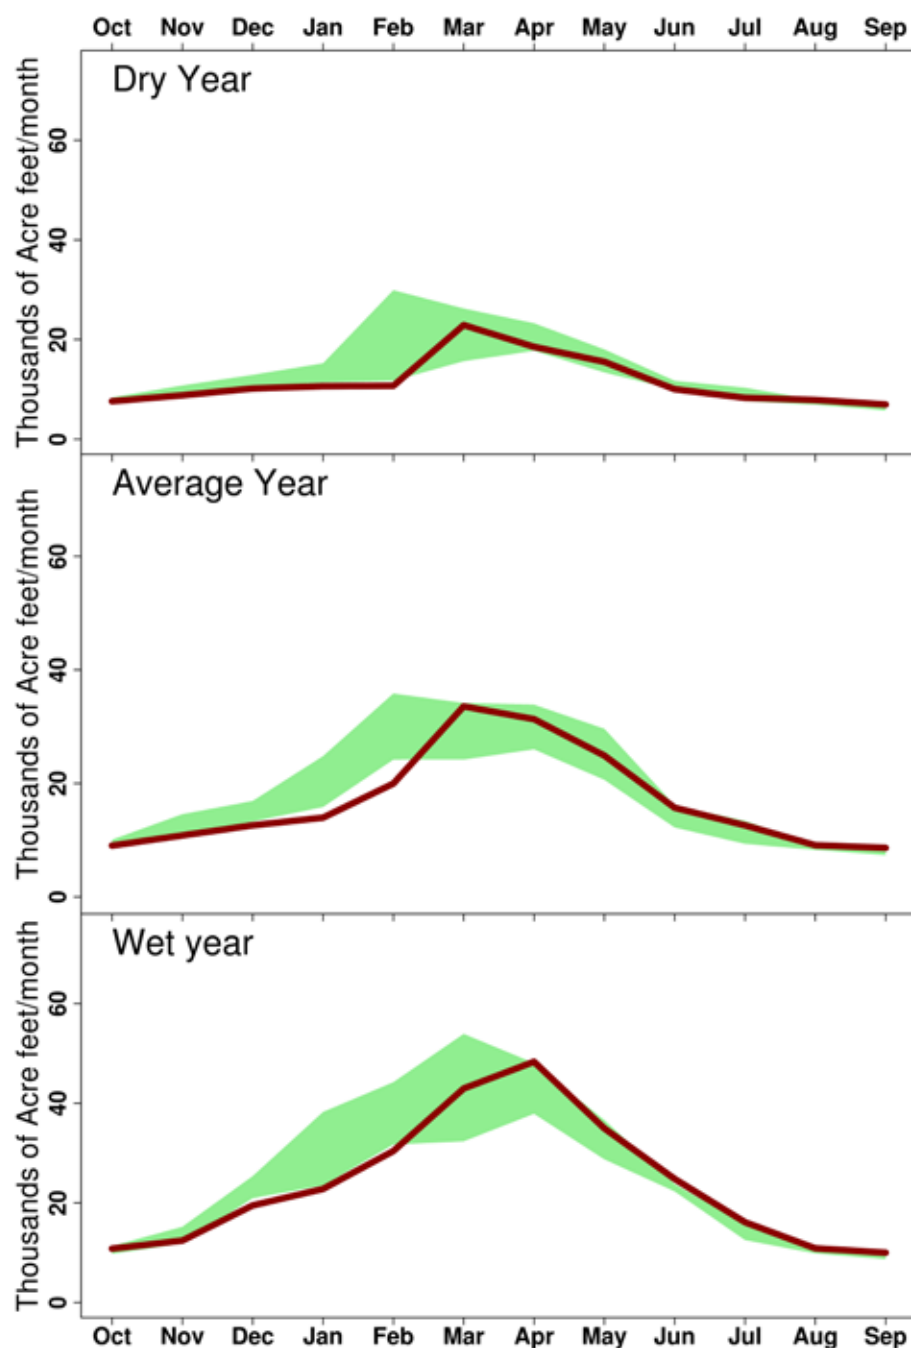 Oct Nov Dec Jan Feb Mar Apr May Jun Jul Aug Sep
Dry Year
Thousands of Acre feet/month
60
40
20
0
Average Year
Thousands of Acre feet/month
60
40
20
0
Wet year
Thousands of Acre feet/month
60
40
20
0
Oct Nov Dec Jan Feb Mar Apr May Jun Jul Aug Sep